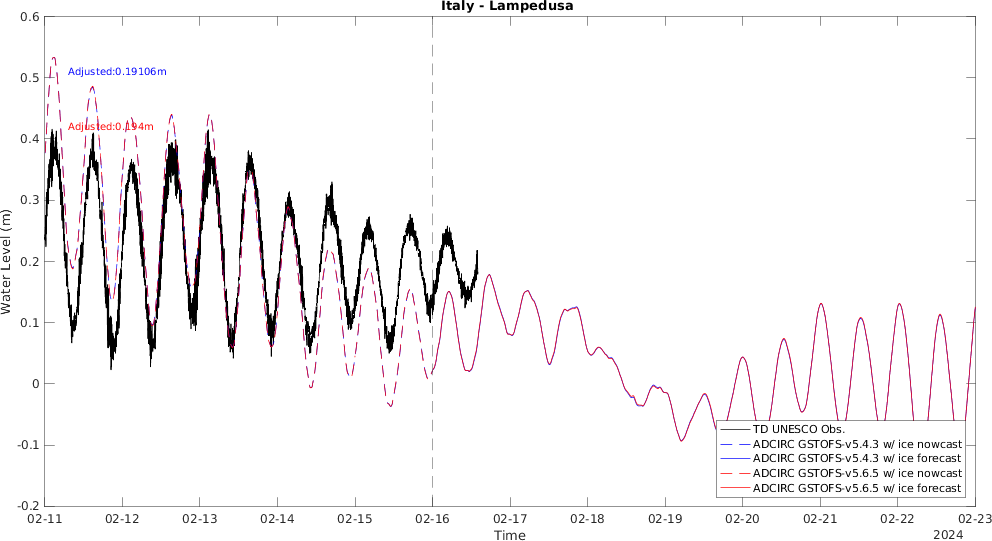 Italy - Lampedusa
0.6
0.5
0.4
0.3
0.2
0.1
0
-0.1
-0.2
Water Level (m)
Adjusted:0.19106m
Adjusted:0.194m
TD UNESCO Obs.
ADCIRC GSTOFS-v5.4.3 w/ ice nowcast
ADCIRC GSTOFS-v5.4.3 w/ ice forecast
ADCIRC GSTOFS-v5.6.5 w/ ice nowcast
ADCIRC GSTOFS-v5.6.5 w/ ice forecast
02-11 02-12 02-13 02-14 02-15 02-16 02-17 02-18 02-19 02-20 02-21 02-22 02-23
Time
2024